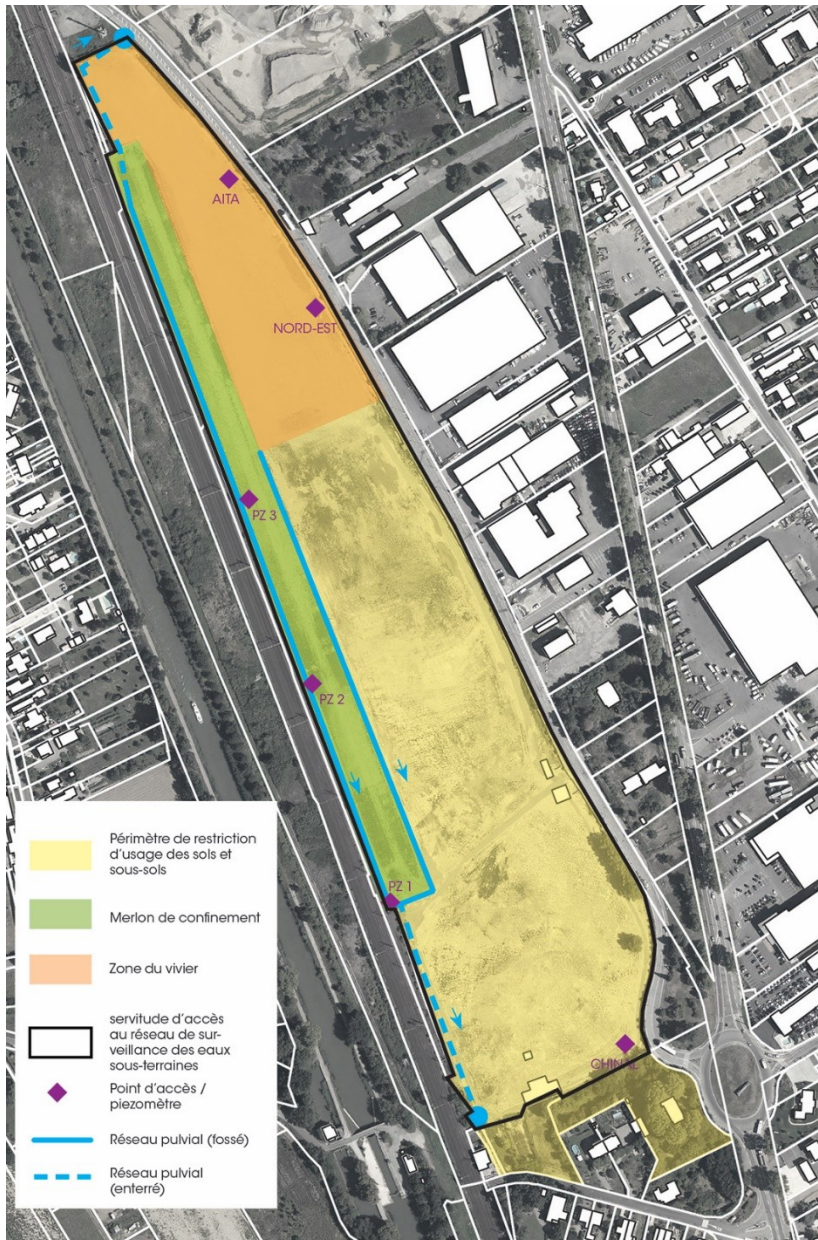 AITA
NORD-EST
PZ 3
PZ 2
PZ 1
Périmètre de restriction
d'usage des sols et
sous-sols
Merlon de confinement
Zone du vivier
servitude d'accès
au réseau de sur-
veillance des eaux
sous-terraines
Point d'accès /
piezomètre
Réseau pulvial (fossé)
Réseau pulvial
(enterré)